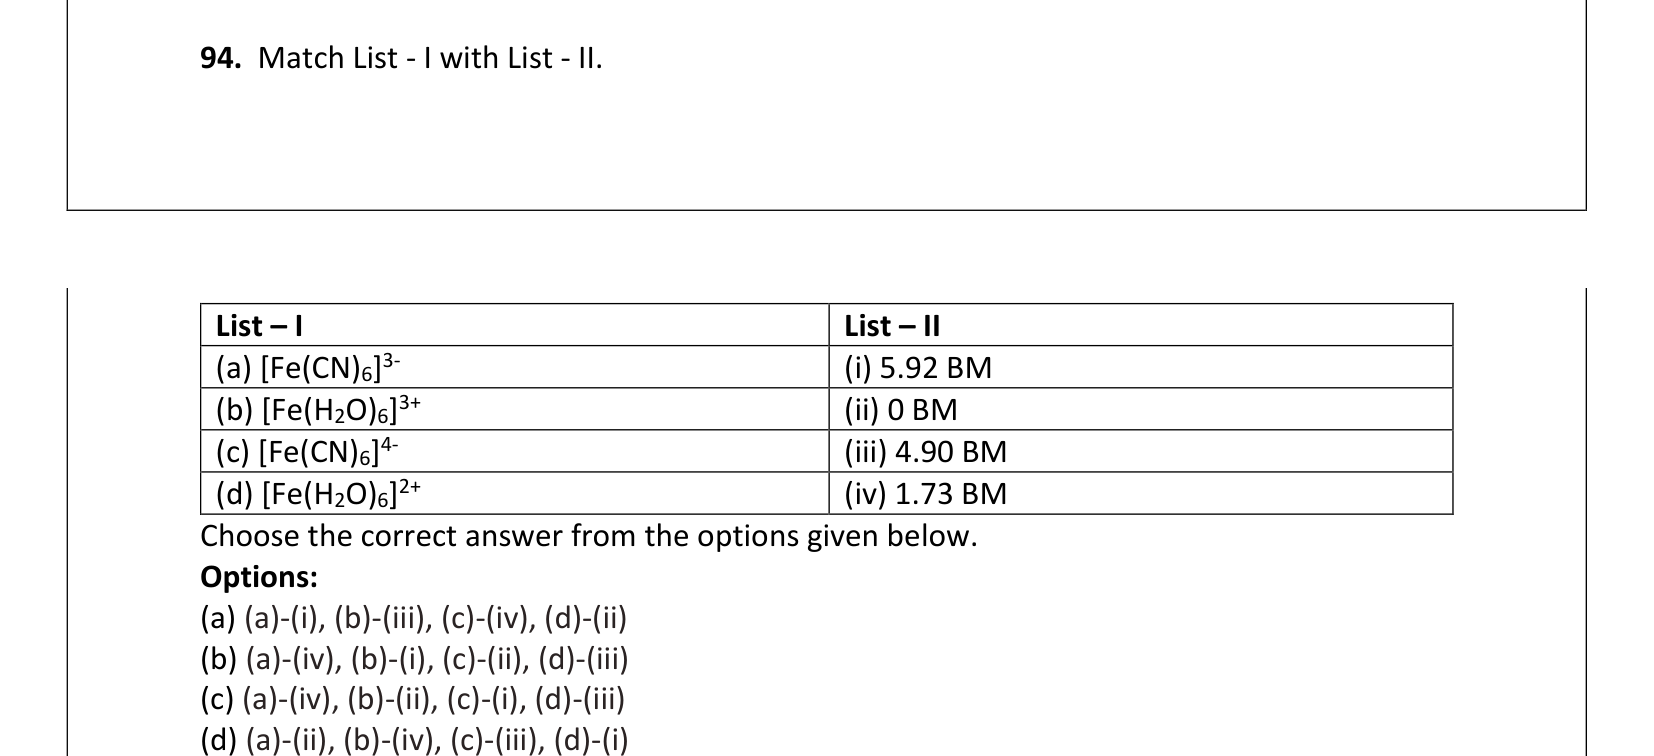 94. Match List - I with List - II.
List – I List – II
(a) [Fe(CN)₆]³⁻ (i) 5.92 BM
(b) [Fe(H₂O)₆]³⁺ (ii) 0 BM
(c) [Fe(CN)₆]⁴⁻ (iii) 4.90 BM
(d) [Fe(H₂O)₆]²⁺ (iv) 1.73 BM
Choose the correct answer from the options given below.
Options:
(a) (a)-(i), (b)-(iii), (c)-(iv), (d)-(ii)
(b) (a)-(iv), (b)-(i), (c)-(ii), (d)-(iii)
(c) (a)-(iv), (b)-(ii), (c)-(i), (d)-(iii)
(d) (a)-(ii), (b)-(iv), (c)-(iii), (d)-(i)